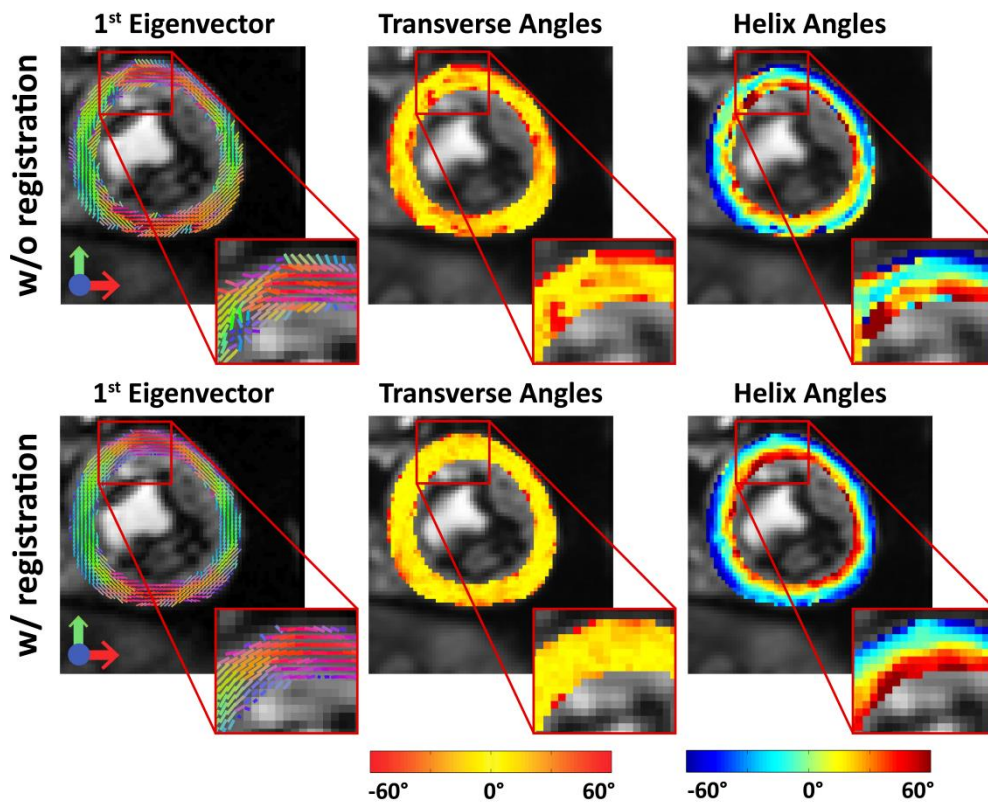 1st Eigenvector
Transverse Angles
Helix Angles
w/o registration
1st Eigenvector
Transverse Angles
Helix Angles
w/ registration
-60° 0° 60°
-60° 0° 60°